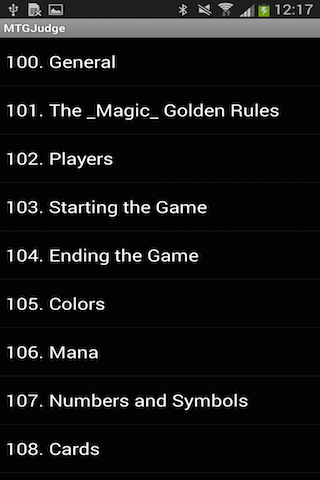 12:17
MTGJudge
100. General
101. The _Magic_ Golden Rules
102. Players
103. Starting the Game
104. Ending the Game
105. Colors
106. Mana
107. Numbers and Symbols
108. Cards